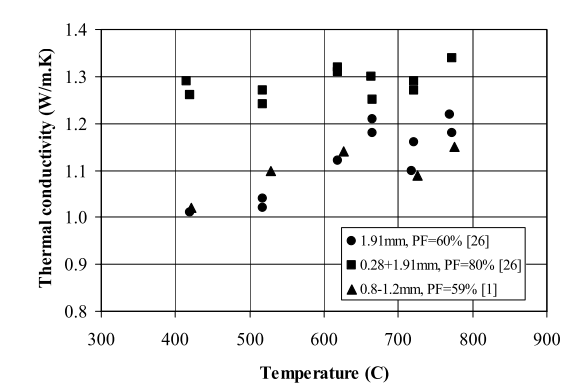 1.4
1.3
1.2
1.1
1.0
0.9
0.8
Thermal conductivity (W/m.K)
1.91mm, PF=60% [26]
0.28+1.91mm, PF=80% [26]
0.8-1.2mm, PF=59% [1]
300 400 500 600 700 800 900
Temperature (C)